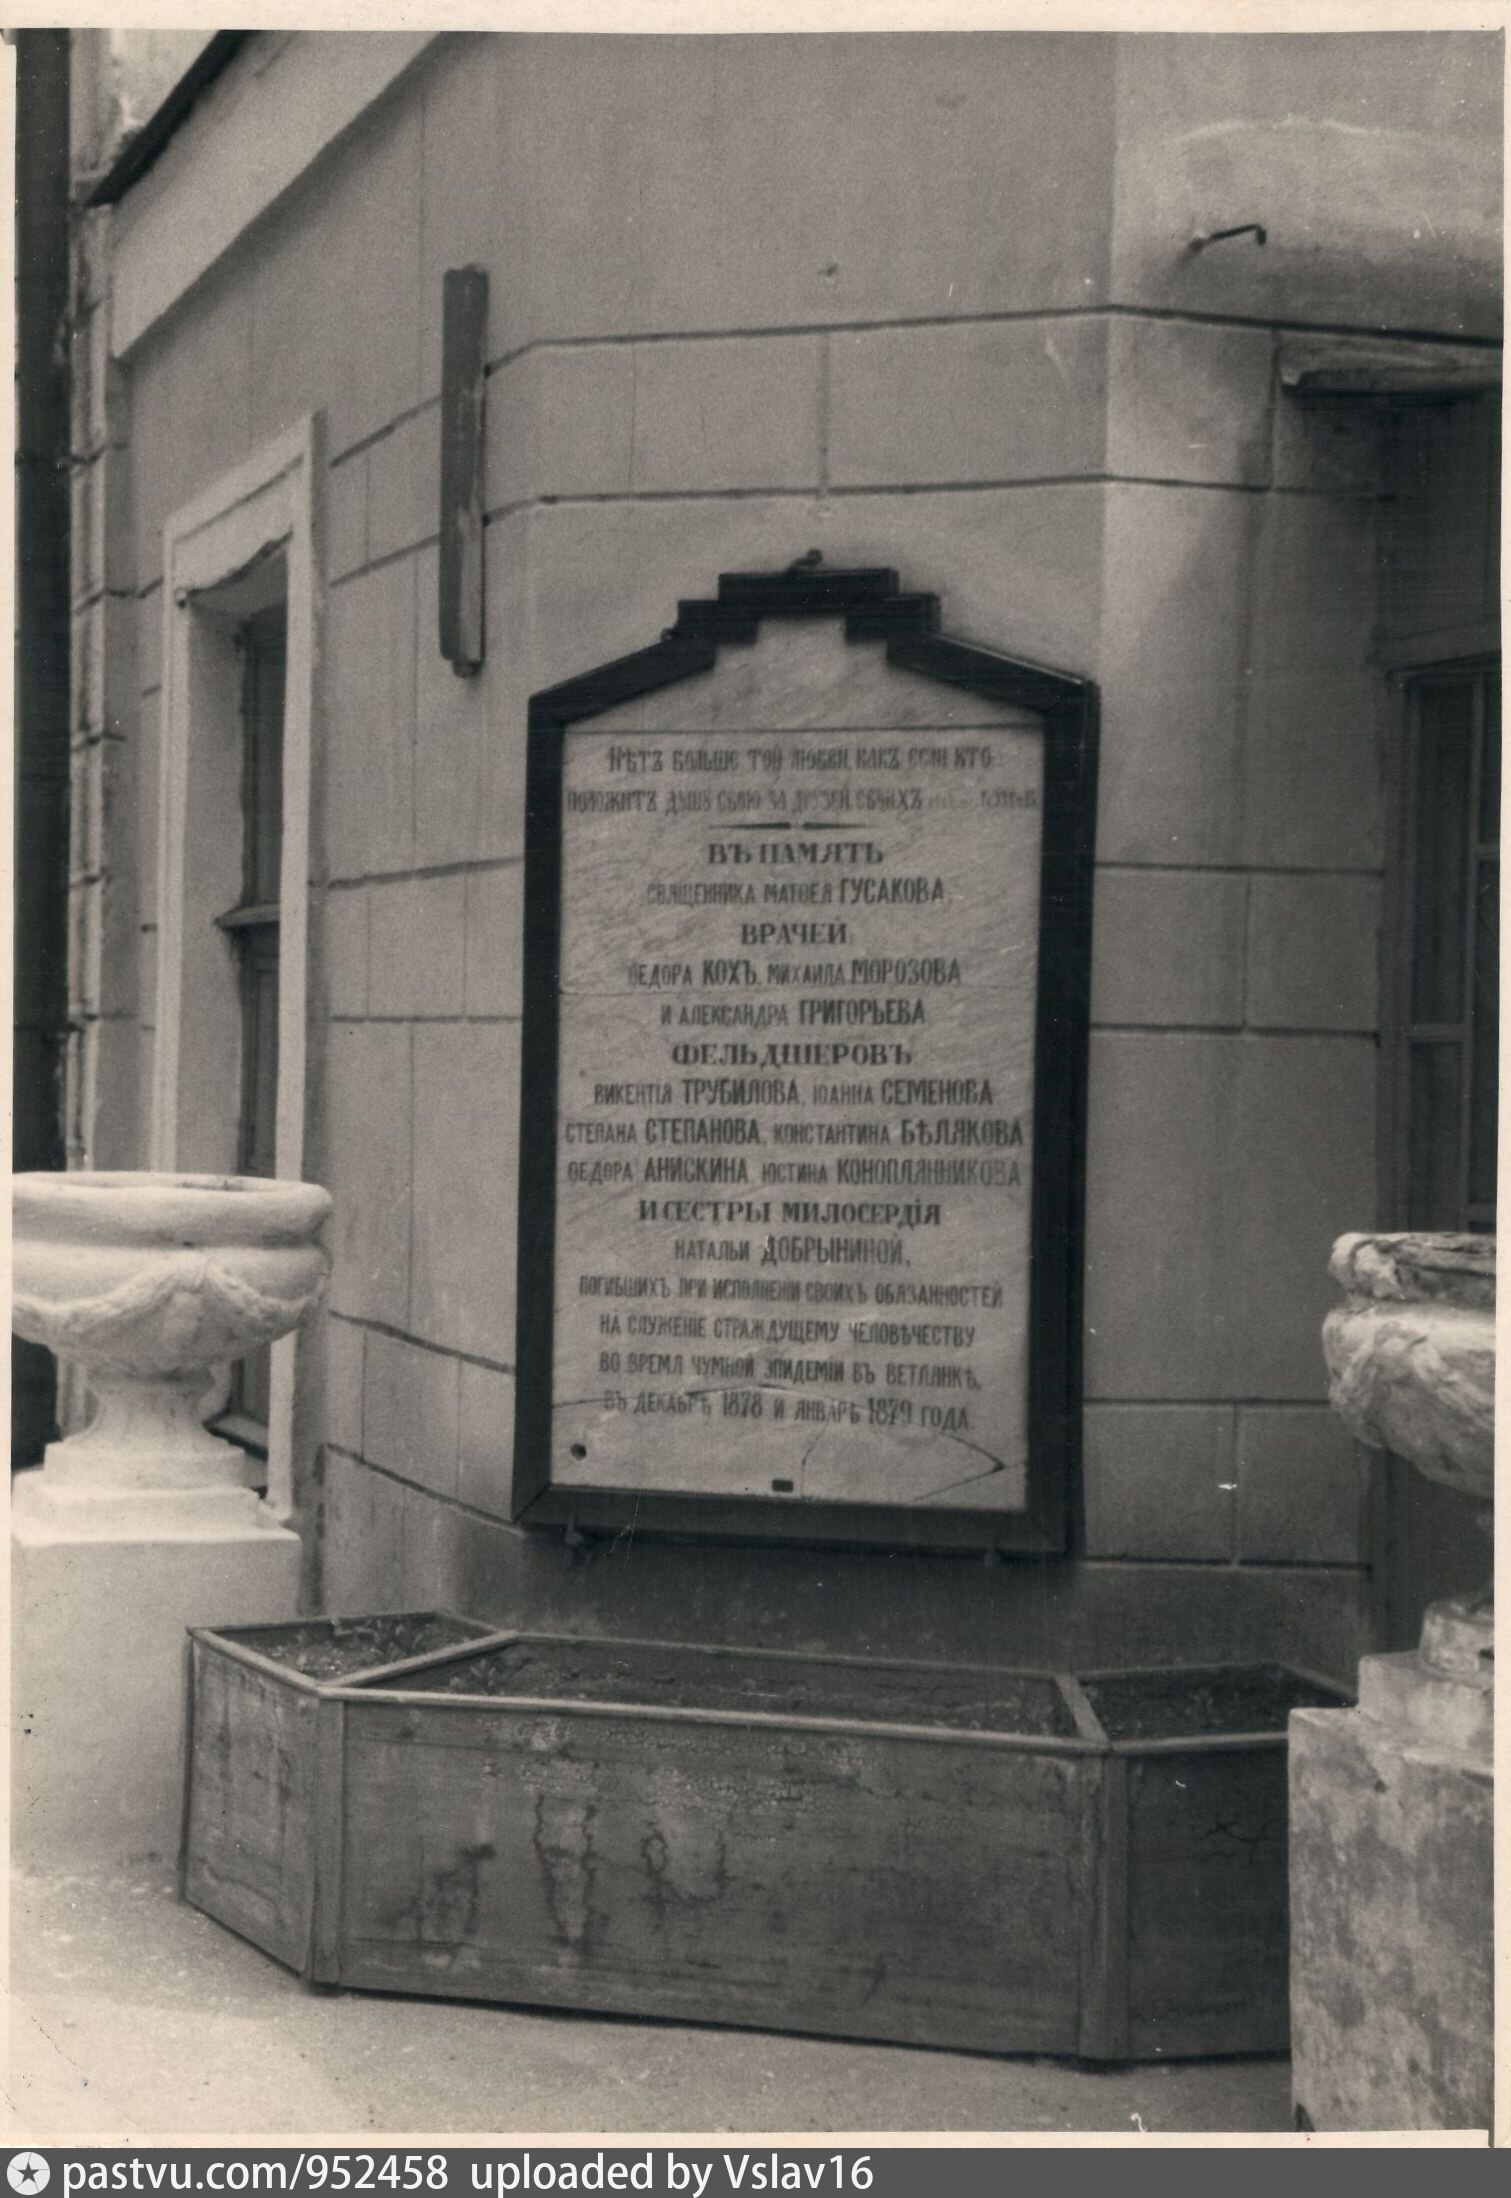 Нѣтъ больше той любви, какъ если кто
положитъ душу свою за друзей своихъ
ВЪ ПАМЯТЬ
СВЯЩЕННИКА МАТѲЕЯ ГУСАКОВА
ВРАЧЕЙ
ѲЕДОРА КОХЪ, МИХАИЛА МОРОЗОВА
И АЛЕКСАНДРА ГРИГОРЬЕВА
ФЕЛЬДШЕРОВЪ
ВИКЕНТІЯ ТРУБИЛОВА, ІОАННА СЕМЕНОВА
СТЕПАНА СТЕПАНОВА, КОНСТАНТИНА БѢЛЯКОВА
ѲЕДОРА АНИСКИНА, ЮСТИНА КОНОПЛЯННИКОВА
И СЕСТРЫ МИЛОСЕРДІЯ
НАТАЛЬИ ДОБРЫНИНОЙ,
ПОГИБШИХЪ ПРИ ИСПОЛНЕНІИ СВОИХЪ ОБЯЗАННОСТЕЙ
НА СЛУЖЕНІЕ СТРАЖДУЩЕМУ ЧЕЛОВѢЧЕСТВУ
ВО ВРЕМЯ ЧУМНОЙ ЭПИДЕМІИ ВЪ ВЕТЛЯНКѢ,
ВЪ ДЕКАБРѢ 1878 И ЯНВАРѢ 1879 ГОДА.
pastvu.com/952458 uploaded by Vslav16